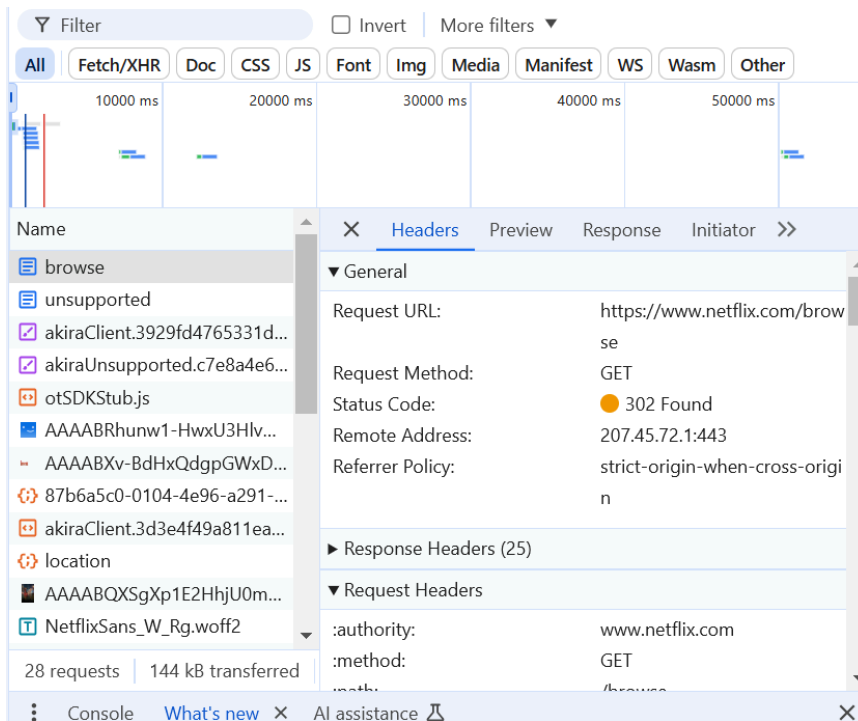 Filter Invert More filters
All Fetch/XHR Doc CSS JS Font Img Media Manifest WS Wasm Other
10000 ms 20000 ms 30000 ms 40000 ms 50000 ms
Name
browse
unsupported
akiraClient.3929fd4765331d...
akiraUnsupported.c7e8a4e6...
otSDKStub.js
AAAABRhunw1-HwxU3Hlv...
AAAABXv-BdHxQdgpGWxD...
87b6a5c0-0104-4e96-a291-...
akiraClient.3d3e4f49a811ea...
location
AAAABQXSgXp1E2HhjU0m...
NetflixSans_W_Rg.woff2
28 requests 144 kB transferred
Headers Preview Response Initiator
General
Request URL: https://www.netflix.com/brow
se
Request Method: GET
Status Code: 302 Found
Remote Address: 207.45.72.1:443
Referrer Policy: strict-origin-when-cross-origi
n
Response Headers (25)
Request Headers
:authority: www.netflix.com
:method: GET
:path: /browse
Console What's new AI assistance